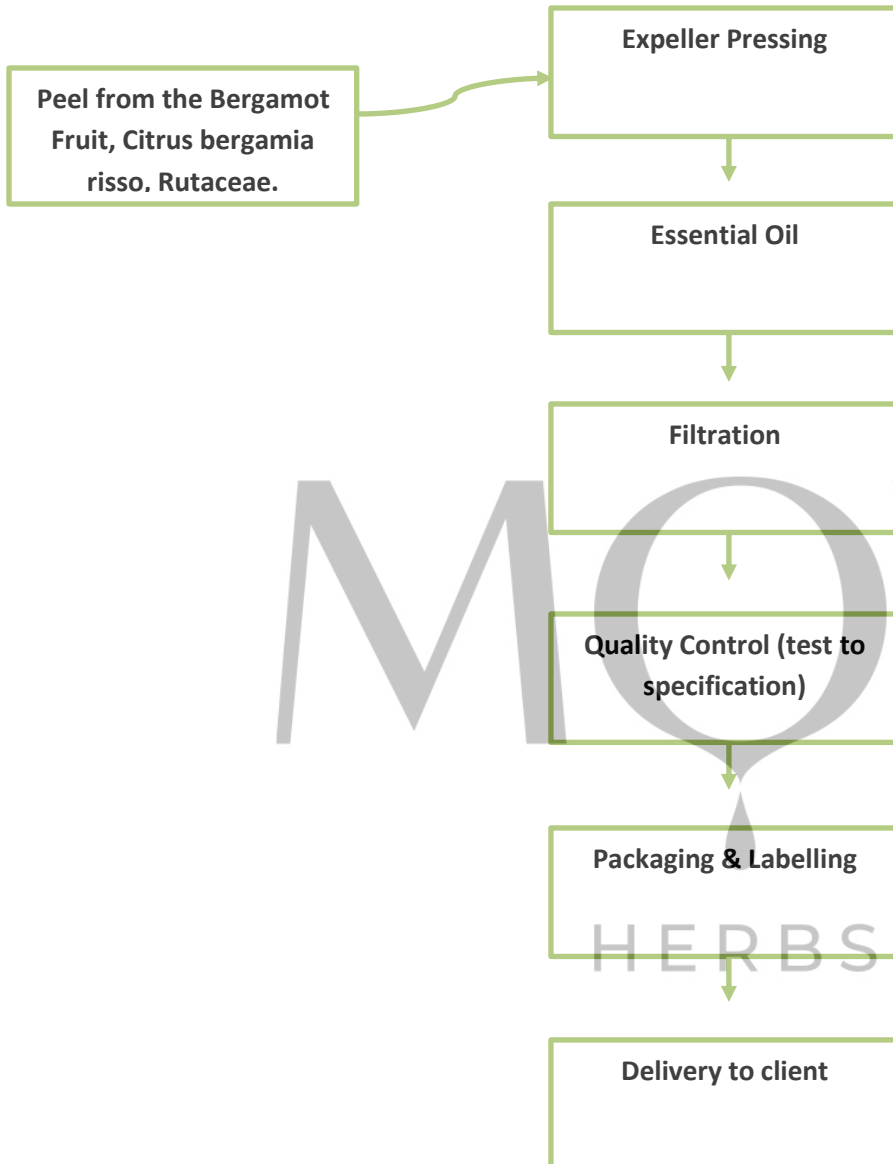 Expeller Pressing
Peel from the Bergamot
Fruit, Citrus bergamia
risso, Rutaceae.
Essential Oil
Filtration
Quality Control (test to
specification)
Packaging & Labelling
Delivery to client
MO
HERBS